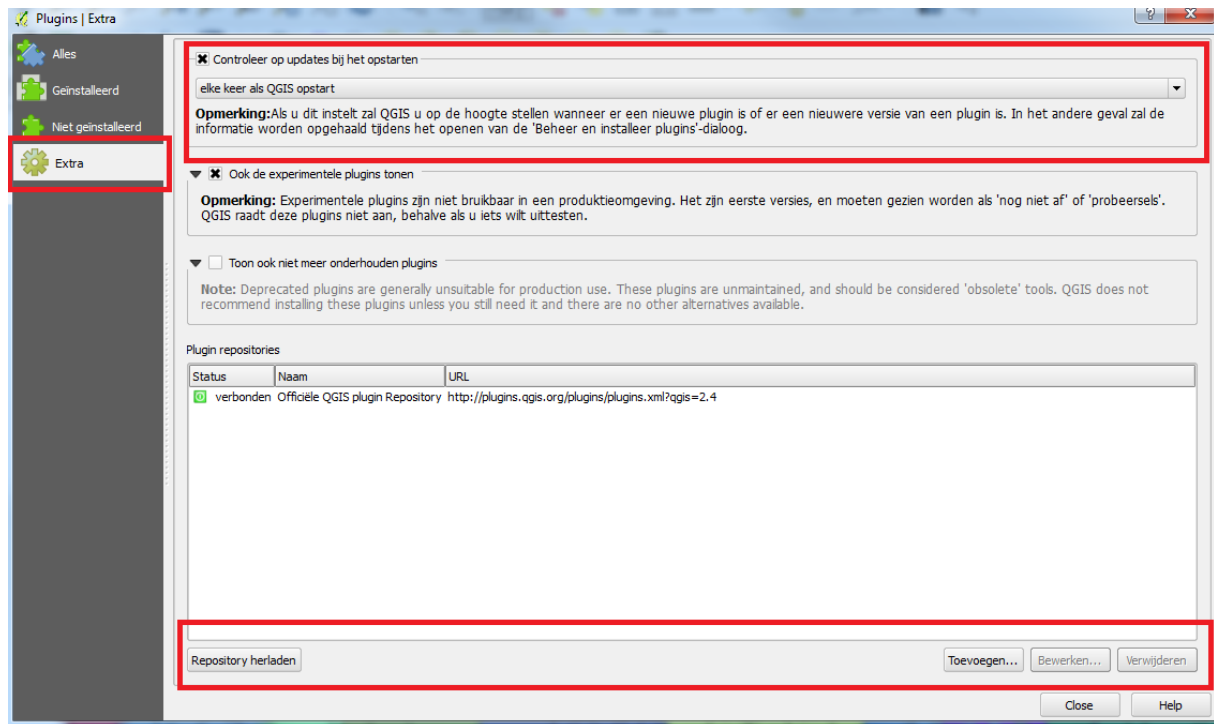 Plugins | Extra
Alles
Geïnstalleerd
Niet geïnstalleerd
Extra
Controleer op updates bij het opstarten
elke keer als QGIS opstart
Opmerking:Als u dit instelt zal QGIS u op de hoogte stellen wanneer er een nieuwe plugin is of er een nieuwere versie van een plugin is. In het andere geval zal de
informatie worden opgehaald tijdens het openen van de 'Beheer en installeer plugins'-dialoog.
Ook de experimentele plugins tonen
Opmerking: Experimentele plugins zijn niet bruikbaar in een produktieomgeving. Het zijn eerste versies, en moeten gezien worden als 'nog niet af' of 'probeersels'.
QGIS raadt deze plugins niet aan, behalve als u iets wilt uittesten.
Toon ook niet meer onderhouden plugins
Note: Deprecated plugins are generally unsuitable for production use. These plugins are unmaintained, and should be considered 'obsolete' tools. QGIS does not
recommend installing these plugins unless you still need it and there are no other alternatives available.
Plugin repositories
Status Naam URL
verbonden Officiële QGIS plugin Repository http://plugins.qgis.org/plugins/plugins.xml?qgis=2.4
Repository herladen Toevoegen... Bewerken... Verwijderen
Close Help